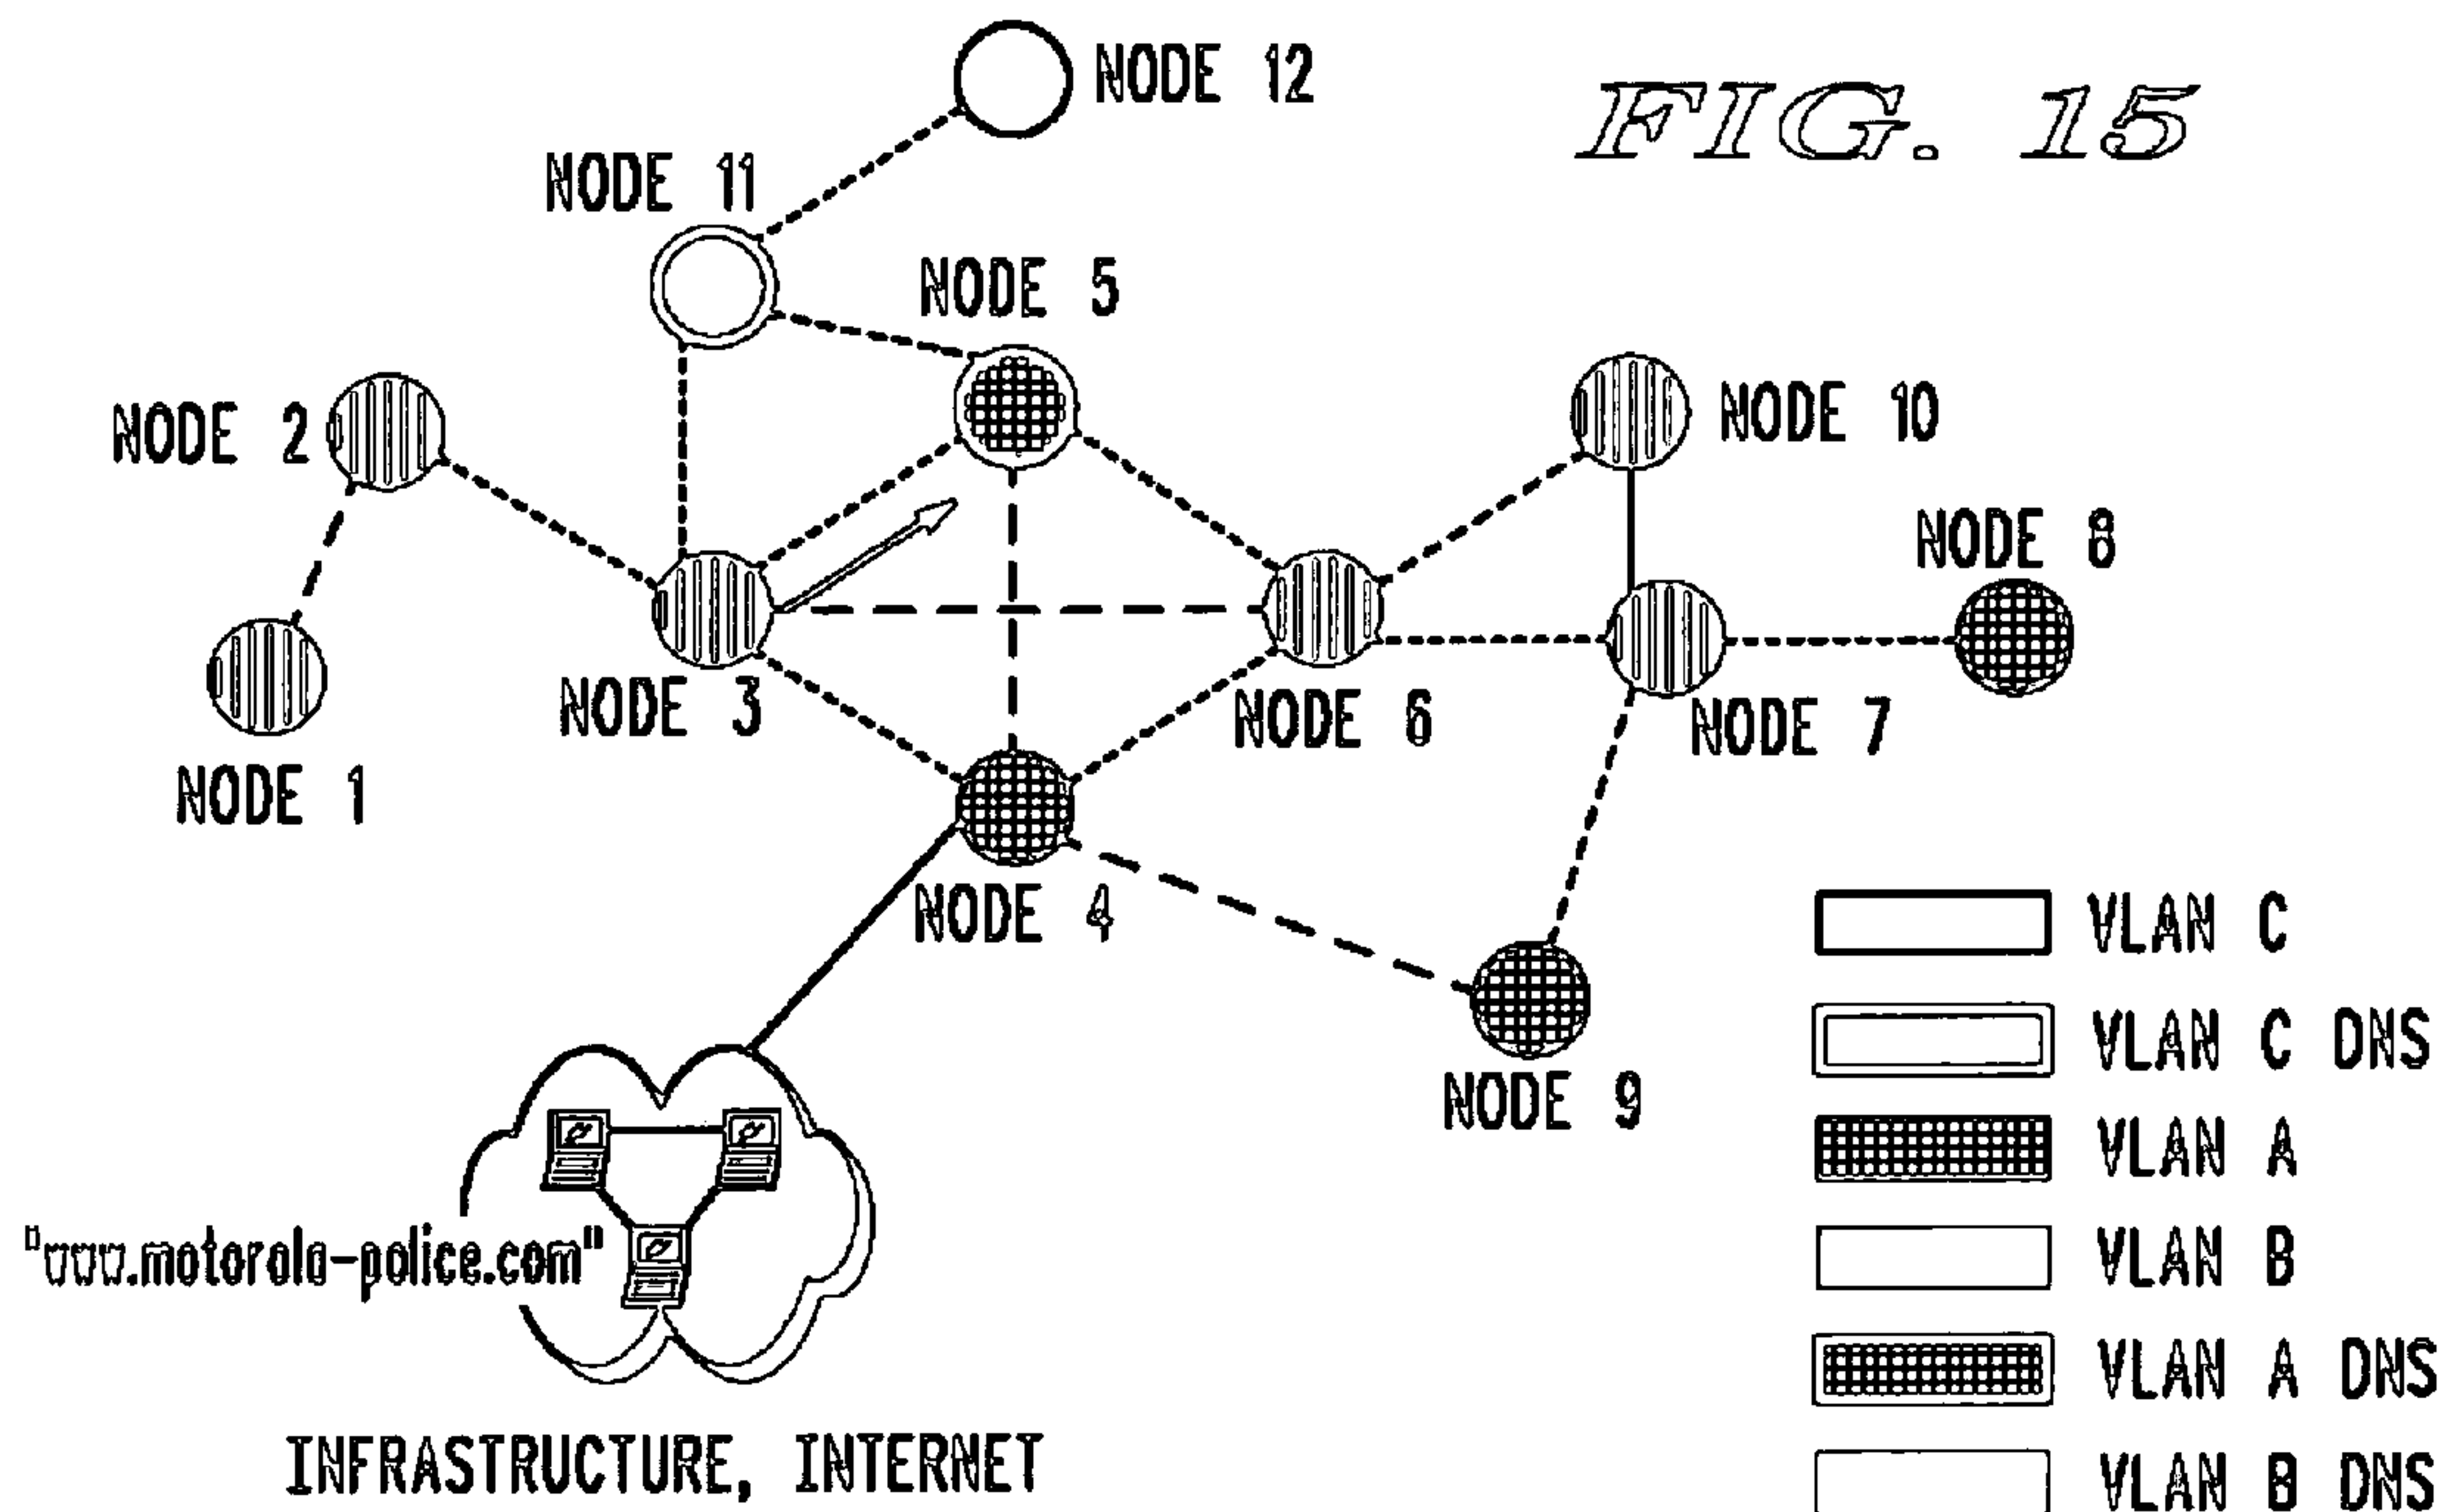 NODE 12
FIG. 15
NODE 11
NODE 5
NODE 2
NODE 10
NODE 8
NODE 3
NODE 6
NODE 7
NODE 1
NODE 4
VLAN C
VLAN C DNS
NODE 9
VLAN A
"www.motorola-police.com"
VLAN B
VLAN A DNS
INFRASTRUCTURE, INTERNET
VLAN B DNS